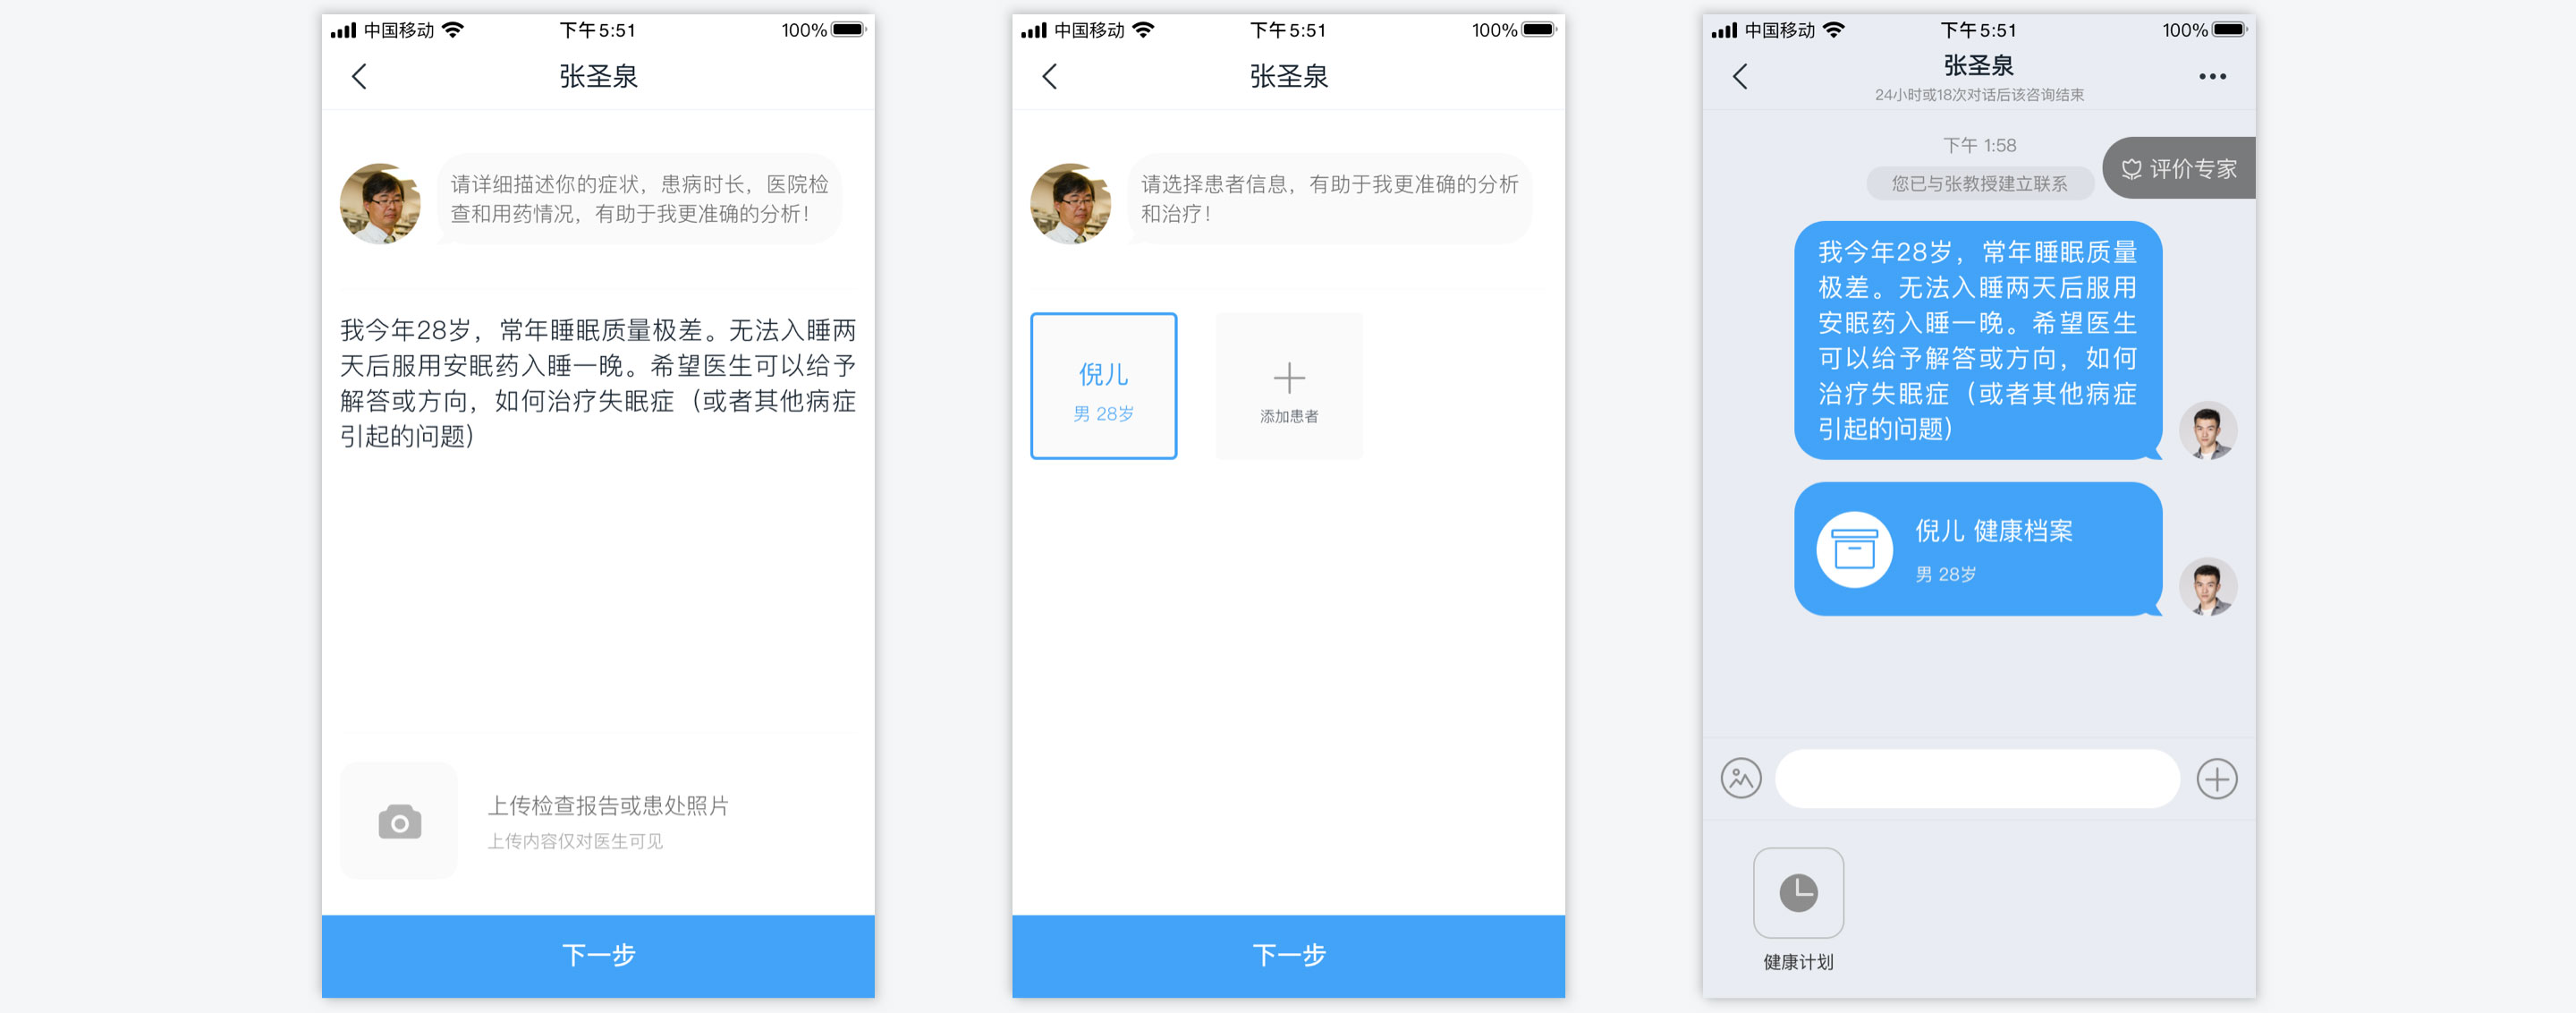 中国移动 下午5:51 100%
张圣泉
请详细描述你的症状，患病时长，医院检
查和用药情况，有助于我更准确的分析！
我今年28岁，常年睡眠质量极差。无法入睡两
天后服用安眠药入睡一晚。希望医生可以给予
解答或方向，如何治疗失眠症（或者其他病症
引起的问题）
上传检查报告或患处照片
上传内容仅对医生可见
下一步
中国移动 下午5:51 100%
张圣泉
请选择患者信息，有助于我更准确的分析
和治疗！
倪儿
男 28岁
添加患者
下一步
中国移动 下午5:51 100%
张圣泉
24小时或18次对话后该咨询结束
下午 1:58
您已与张教授建立联系
评价专家
我今年28岁，常年睡眠质量
极差。无法入睡两天后服用
安眠药入睡一晚。希望医生
可以给予解答或方向，如何
治疗失眠症（或者其他病症
引起的问题）
倪儿 健康档案
男 28岁
健康计划